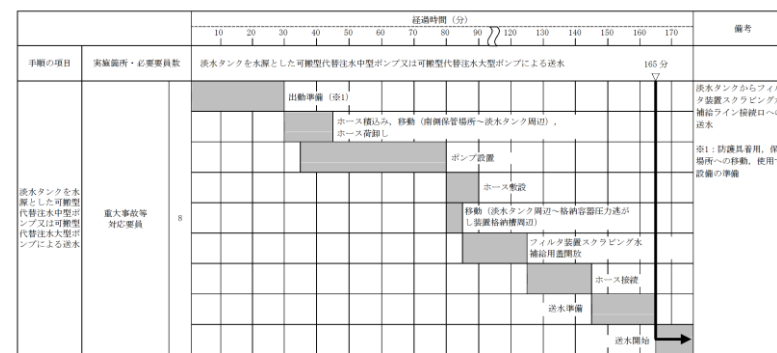 経過時間（分）
備考
10 20 30 40 50 60 70 80 90 120 130 140 150 160 170
手順の項目
実施箇所・必要要員数
淡水タンクを水源とした可搬型代替注水中型ポンプ又は可搬型代替注水大型ポンプによる送水
165 分
淡水タンクを水
源とした可搬型
代替注水中型ポ
ンプ又は可搬型
代替注水大型ポ
ンプによる送水
重大事故等
対応要員
8
出動準備（※1）
ホース積込み，移動（南側保管場所～淡水タンク周辺），
ホース荷卸し
ポンプ設置
ホース敷設
移動（淡水タンク周辺～格納容器圧力逃が
し装置格納槽周辺）
フィルタ装置スクラビング水
補給用蓋開放
ホース接続
送水準備
送水開始
淡水タンクからフィル
タ装置スクラビング
補給ライン接続口への
送水
※1：防護具着用，保
場所への移動，使用
設備の準備